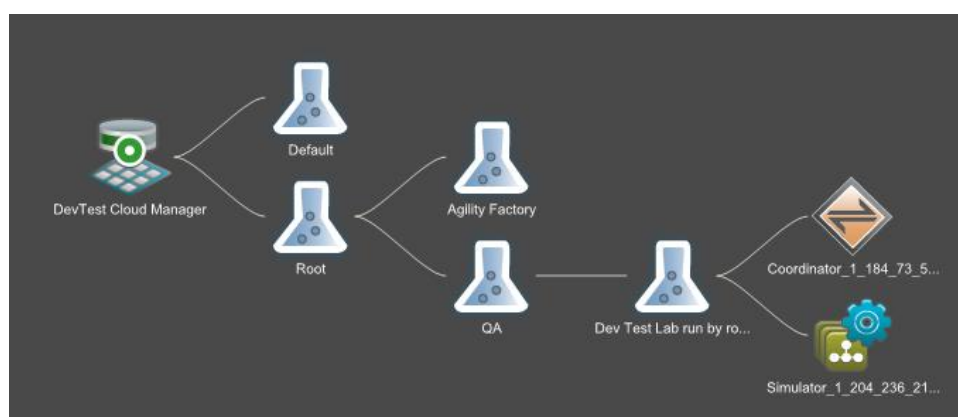 Default
DevTest Cloud Manager
Agility Factory
Root
Coordinator_1_184_73_5...
QA
Dev Test Lab run by ro...
Simulator_1_204_236_21...